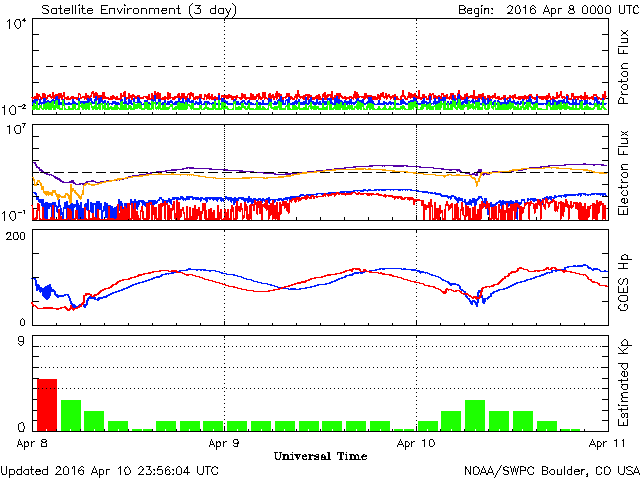 Satellite Environment (3 day)
Begin: 2016 Apr 8 0000 UTC
10^4
10^-2
Proton Flux
10^7
10^-1
Electron Flux
200
0
GOES Hp
9
0
Estimated Kp
Apr 8
Apr 9
Apr 10
Apr 11
Universal Time
Updated 2016 Apr 10 23:56:04 UTC
NOAA/SWPC Boulder, CO USA